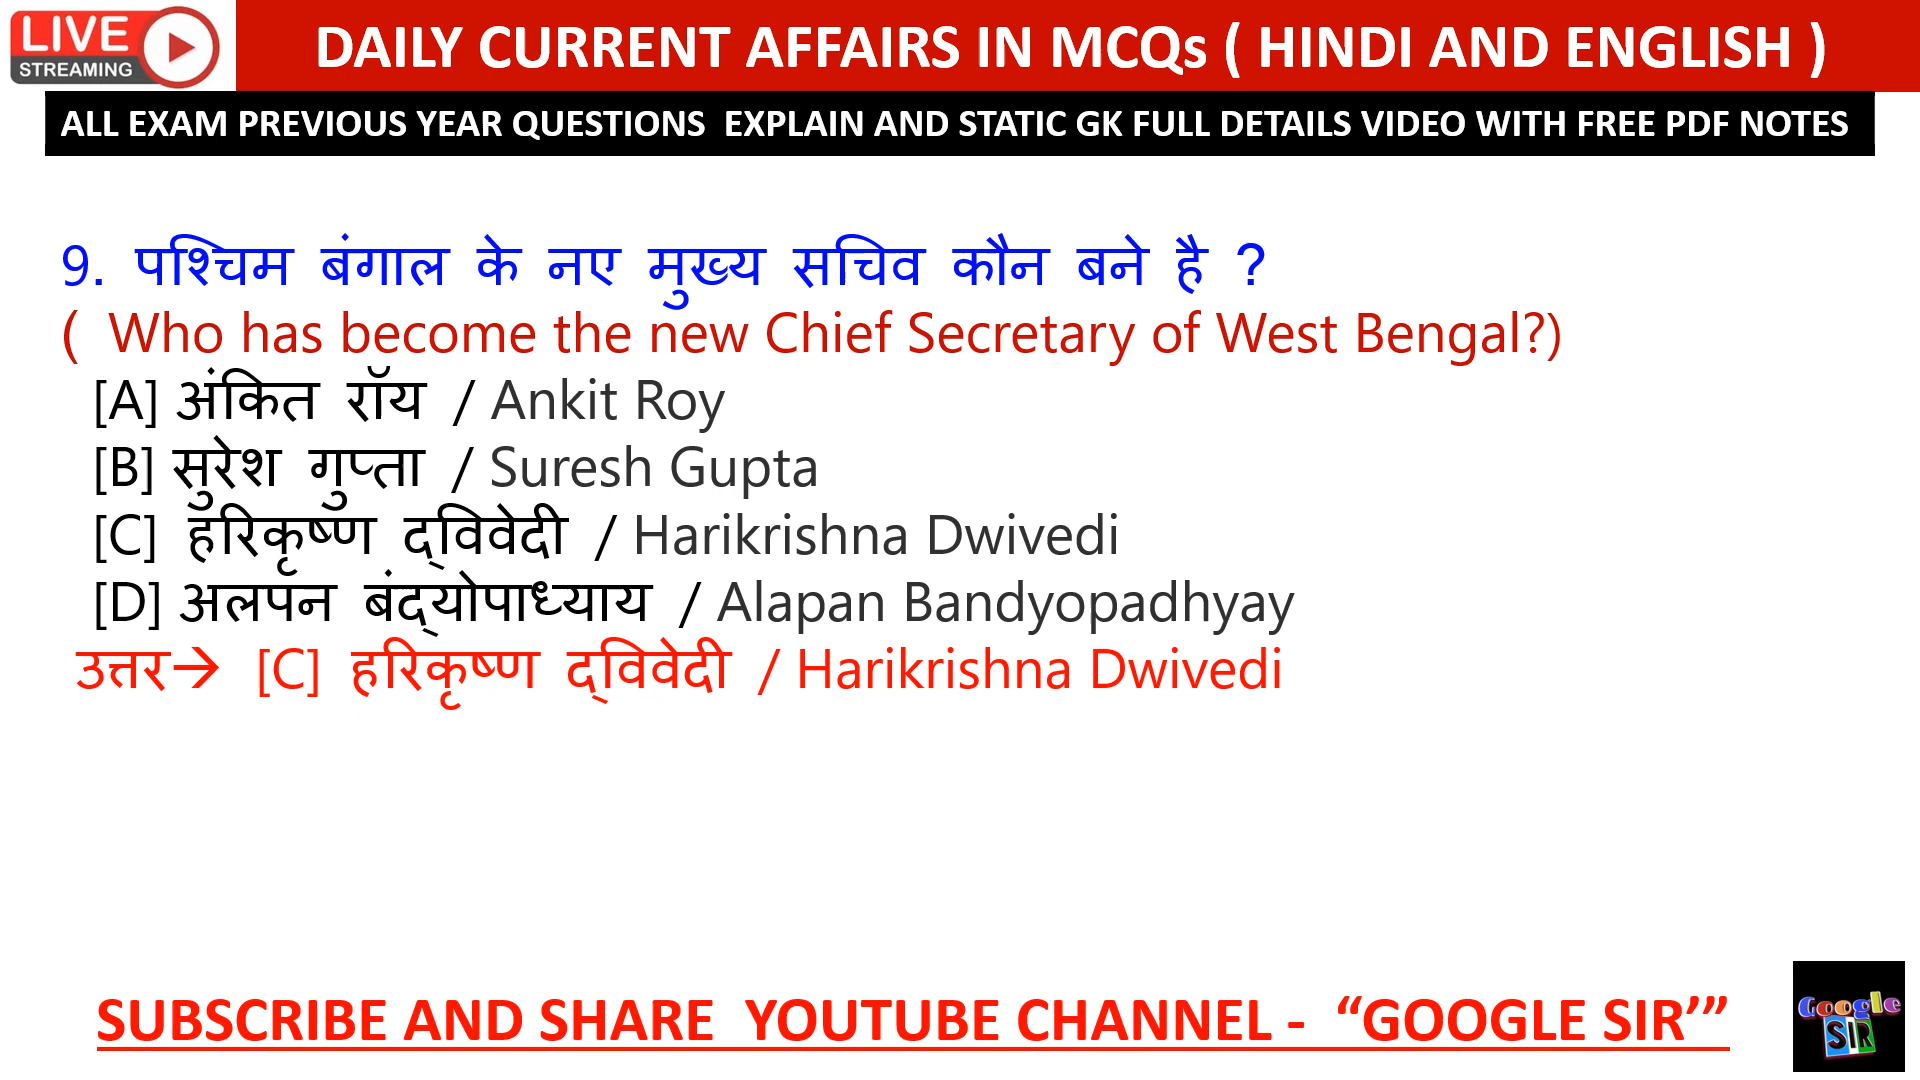 LIVE
STREAMING
DAILY CURRENT AFFAIRS IN MCQs ( HINDI AND ENGLISH )
ALL EXAM PREVIOUS YEAR QUESTIONS EXPLAIN AND STATIC GK FULL DETAILS VIDEO WITH FREE PDF NOTES
9. पश्चिम बंगाल के नए मुख्य सचिव कौन बने है ?
( Who has become the new Chief Secretary of West Bengal?)
[A] अंकित रॉय / Ankit Roy
[B] सुरेश गुप्ता / Suresh Gupta
[C] हरिकृष्ण द्विवेदी / Harikrishna Dwivedi
[D] अलपन बंद्योपाध्याय / Alapan Bandyopadhyay
उत्तर→ [C] हरिकृष्ण द्विवेदी / Harikrishna Dwivedi
SUBSCRIBE AND SHARE YOUTUBE CHANNEL - “GOOGLE SIR’”
Google
SIR